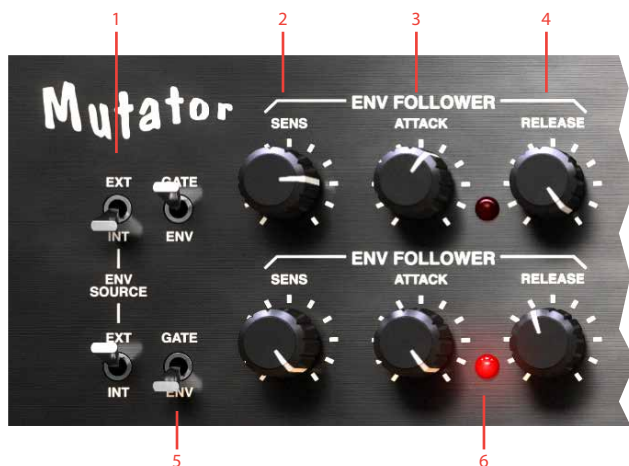 1 2 3 4
Mutator
ENV FOLLOWER
SENS ATTACK RELEASE
EXT GATE
INT ENV
ENV FOLLOWER
SENS ATTACK RELEASE
ENV
SOURCE
EXT GATE
INT ENV
5 6